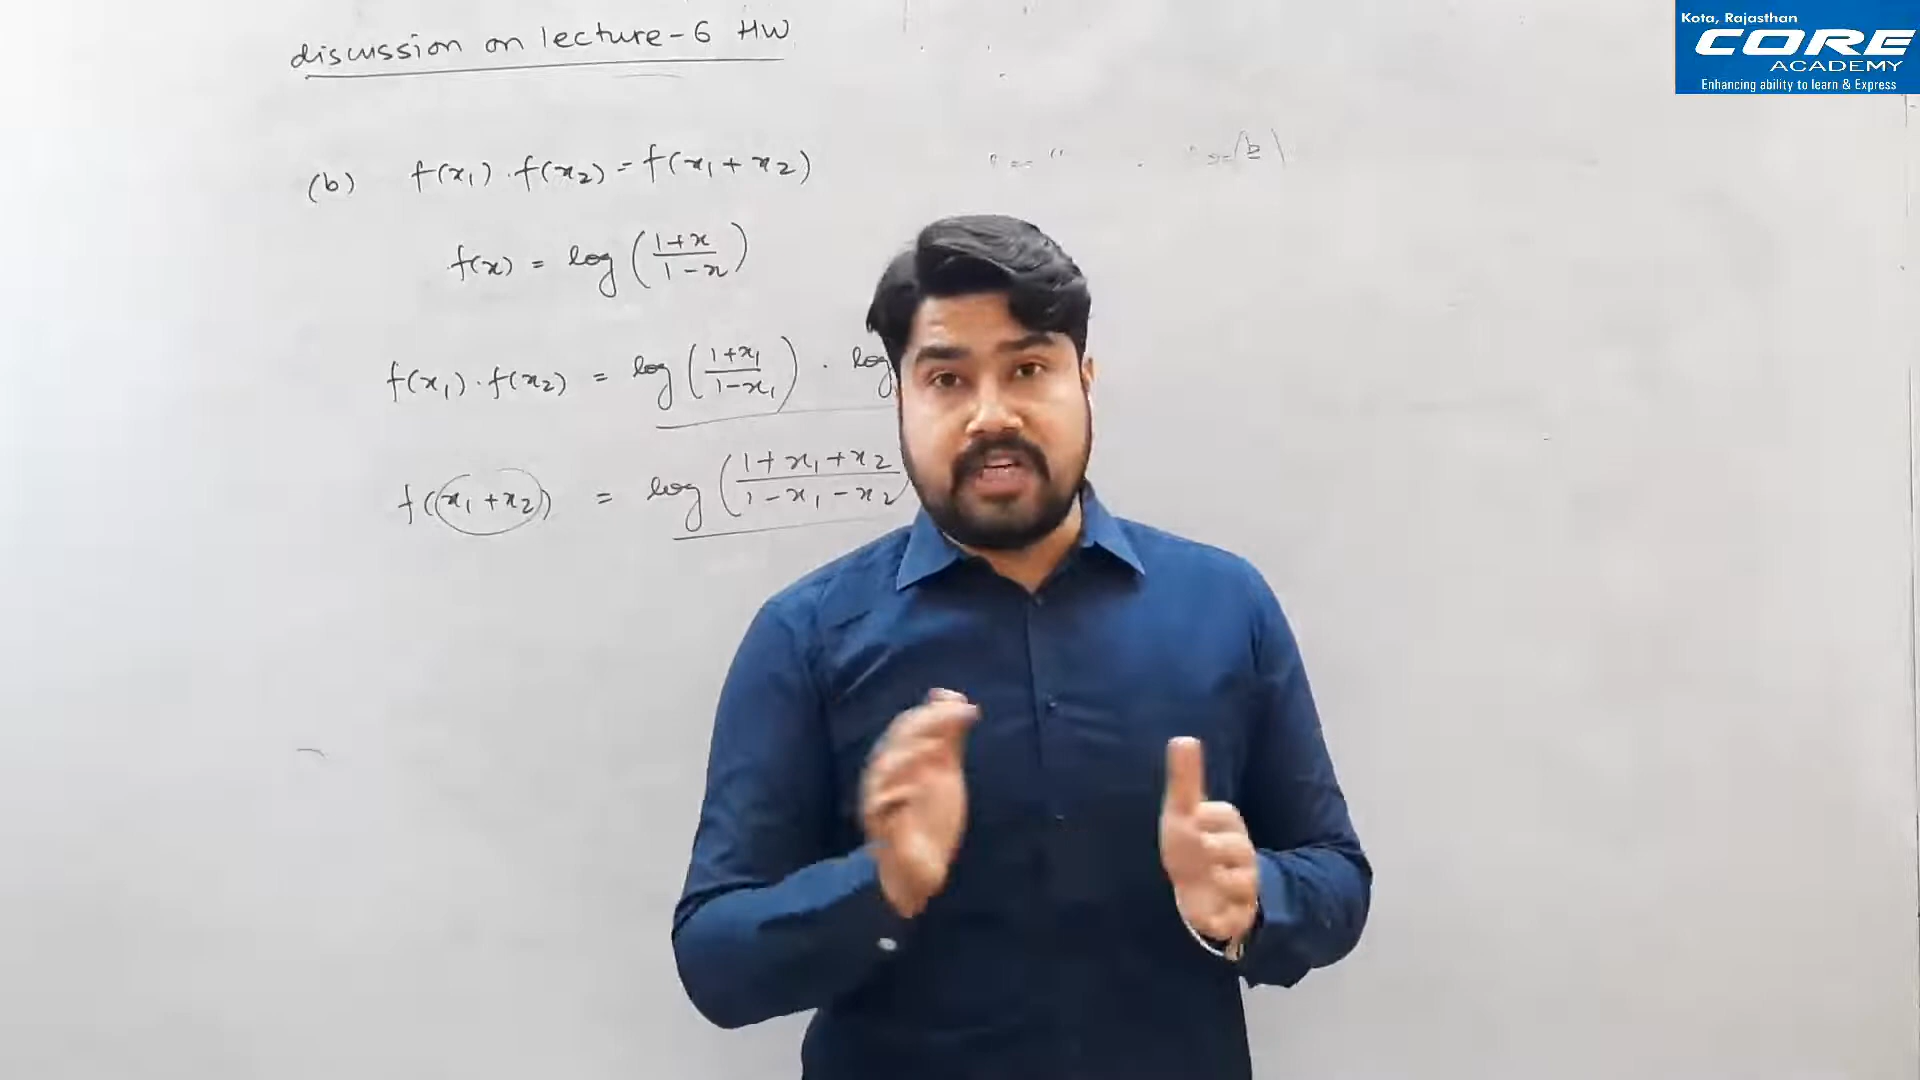 discussion on lecture-6 HW
Kota, Rajasthan
CORE
ACADEMY
Enhancing ability to learn & Express
(b) f(x₁) . f(x₂) = f(x₁ + x₂)
f(x) = log ( (1+x) / (1-x) )
f(x₁) . f(x₂) = log ( (1+x₁) / (1-x₁) ) . log
f(x₁ + x₂) = log ( (1 + x₁ + x₂) / (1 - x₁ - x₂)